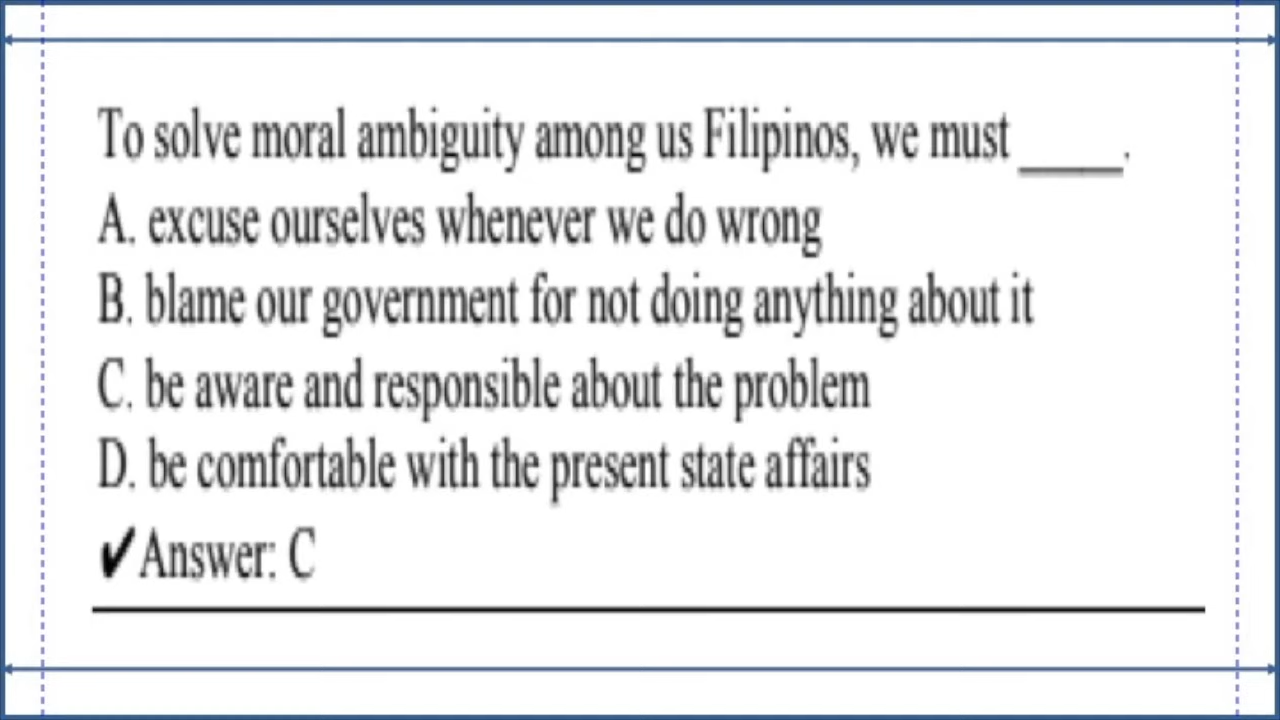 To solve moral ambiguity among us Filipinos, we must _____.
A. excuse ourselves whenever we do wrong
B. blame our government for not doing anything about it
C. be aware and responsible about the problem
D. be comfortable with the present state affairs
✔Answer: C